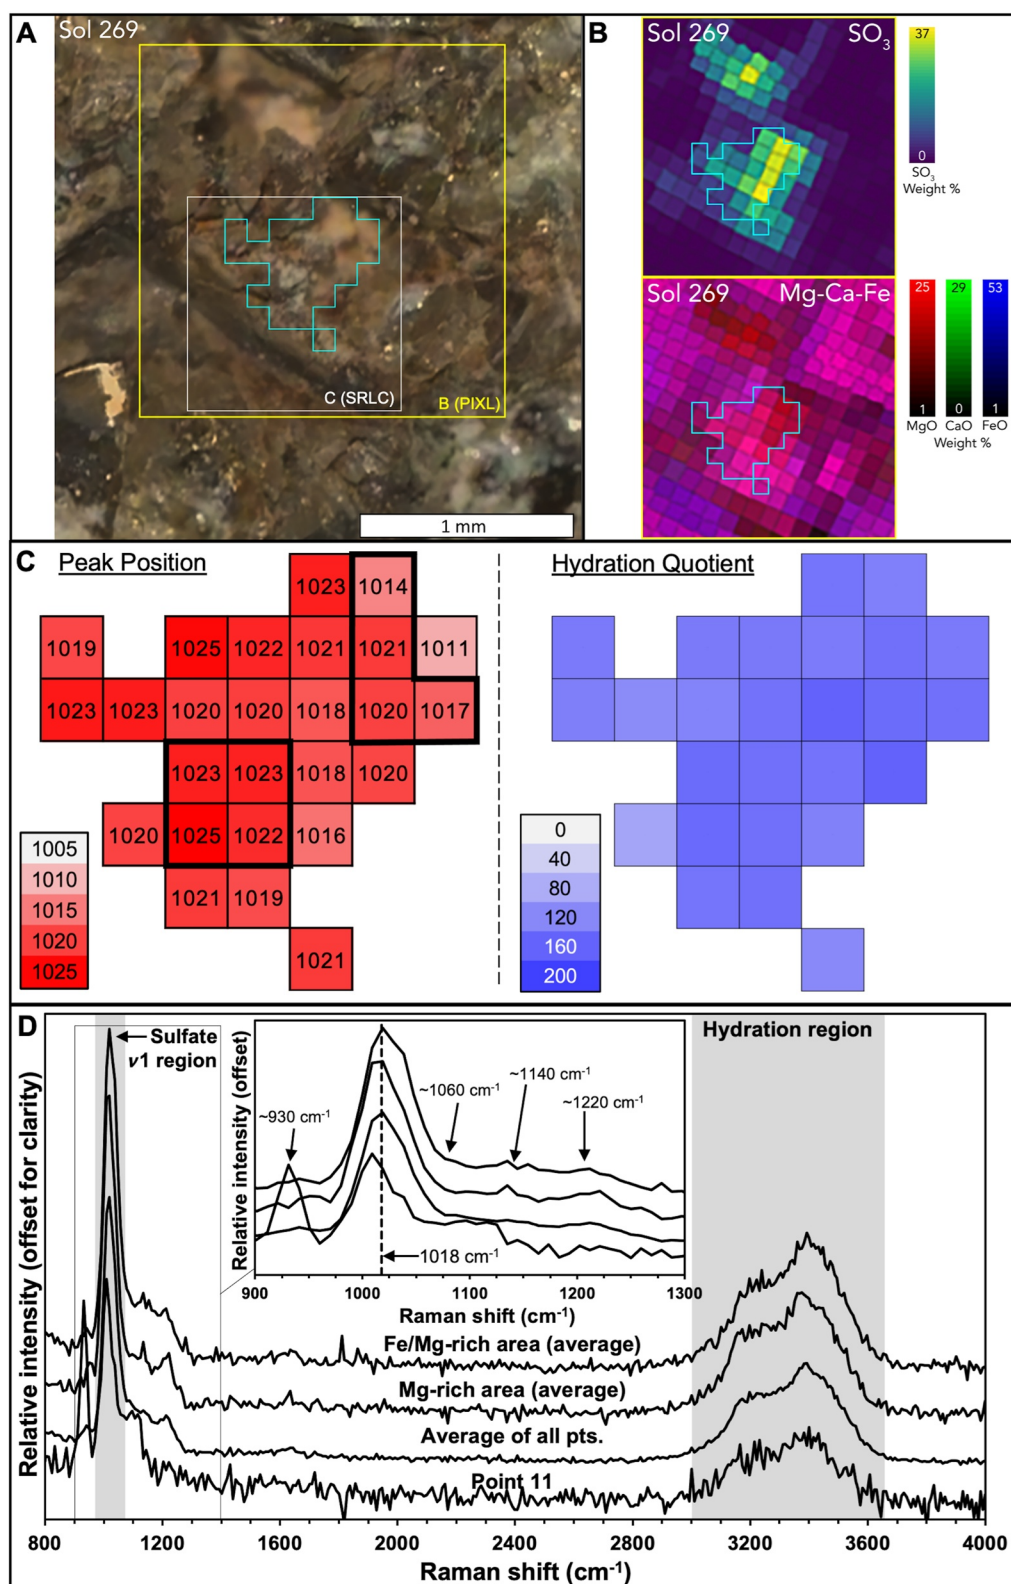 A
Sol 269
C (SRLC)
B (PIXL)
1 mm
B
Sol 269
SO3
37
0
SO3
Weight %
Sol 269
Mg-Ca-Fe
25
29
53
1
0
1
MgO
CaO
FeO
Weight %
C
Peak Position
1023 1014
1019 1025 1022 1021 1021 1011
1023 1023 1020 1020 1018 1020 1017
1023 1023 1018 1020
1020 1025 1022 1016
1021 1019
1021
1005
1010
1015
1020
1025
Hydration Quotient
0
40
80
120
160
200
D
Relative intensity (offset for clarity)
Sulfate
ν1 region
Relative intensity (offset)
~930 cm-1
~1060 cm-1
~1140 cm-1
~1220 cm-1
1018 cm-1
900 1000 1100 1200 1300
Raman shift (cm-1)
Hydration region
Fe/Mg-rich area (average)
Mg-rich area (average)
Average of all pts.
Point 11
800 1200 1600 2000 2400 2800 3200 3600 4000
Raman shift (cm-1)